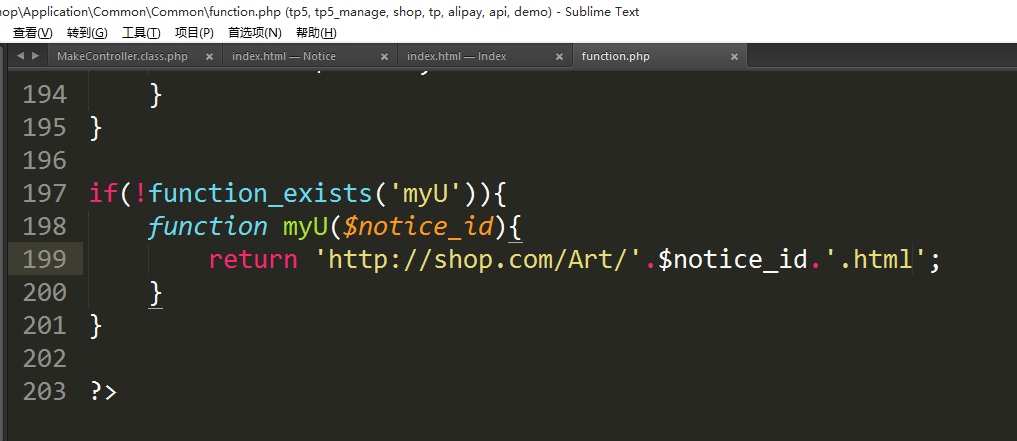 hop\Application\Common\Common\function.php (tp5, tp5_manage, shop, tp, alipay, api, demo) - Sublime Text
查看(V) 转到(G) 工具(T) 项目(P) 首选项(N) 帮助(H)
MakeController.class.php × index.html — Notice × index.html — Index × function.php ×
194 }
195 }
196
197 if(!function_exists('myU')){
198 function myU($notice_id){
199 return 'http://shop.com/Art/'.$notice_id.'.html';
200 }
201 }
202
203 ?>